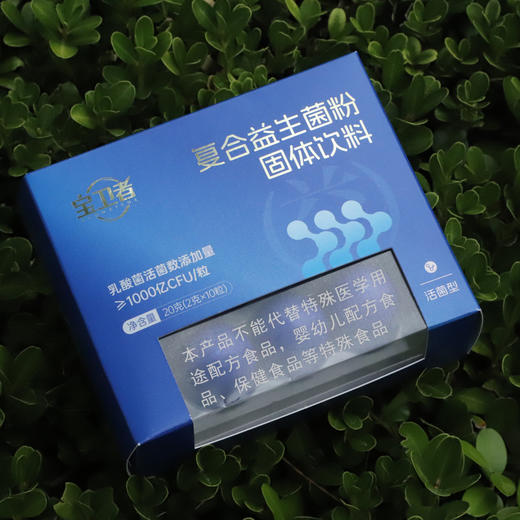 复合益生菌粉
固体饮料
宝卫者
乳酸菌活菌数添加量
≥1000亿CFU/粒
净含量 20克(2克×10粒)
活菌型
本产品不能代替特殊医学用
途配方食品，婴幼儿配方食
品、保健食品等特殊食品